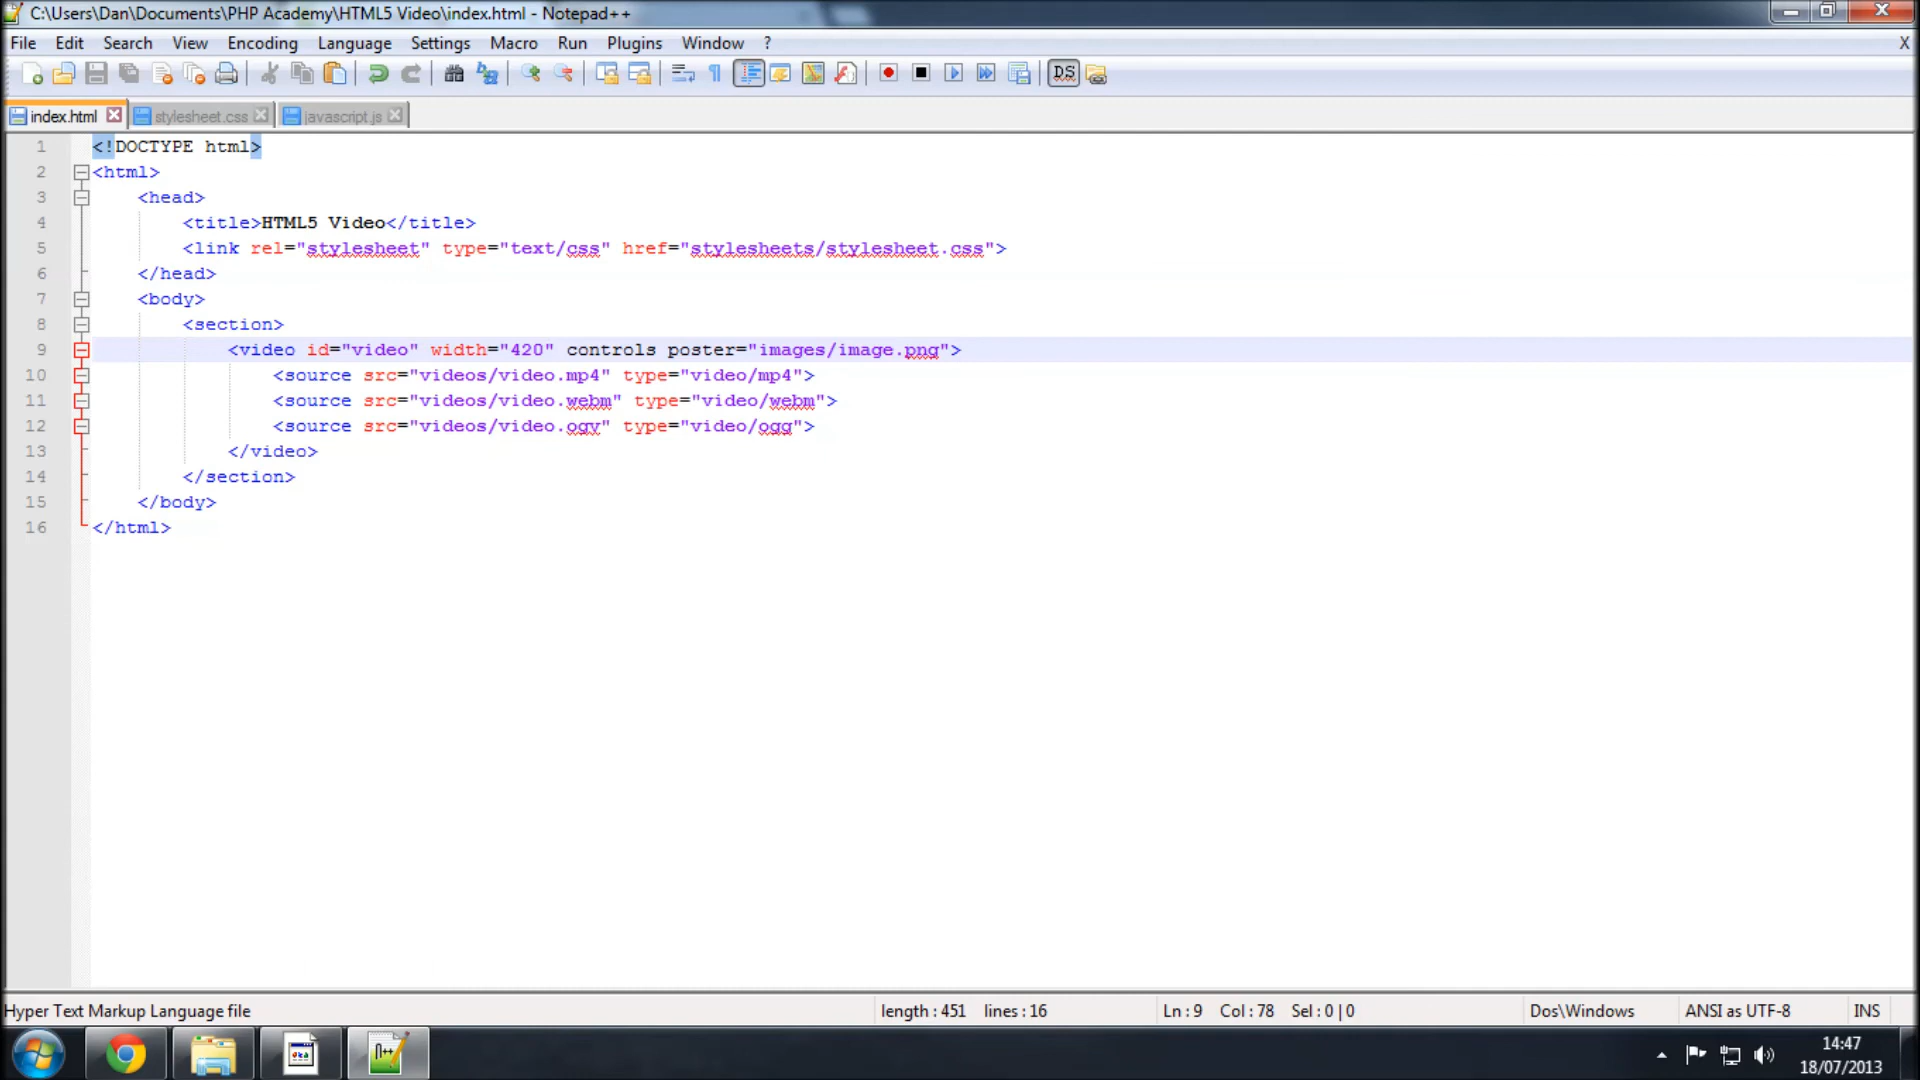 C:\Users\Dan\Documents\PHP Academy\HTML5 Video\index.html - Notepad++
File Edit Search View Encoding Language Settings Macro Run Plugins Window ? X
DS
index.html stylesheet.css javascript.js
1 <!DOCTYPE html>
2 <html>
3 <head>
4 <title>HTML5 Video</title>
5 <link rel="stylesheet" type="text/css" href="stylesheets/stylesheet.css">
6 </head>
7 <body>
8 <section>
9 <video id="video" width="420" controls poster="images/image.png">
10 <source src="videos/video.mp4" type="video/mp4">
11 <source src="videos/video.webm" type="video/webm">
12 <source src="videos/video.ogv" type="video/ogg">
13 </video>
14 </section>
15 </body>
16 </html>
Hyper Text Markup Language file length : 451 lines : 16 Ln : 9 Col : 78 Sel : 0 | 0 Dos\Windows ANSI as UTF-8 INS
14:47
18/07/2013